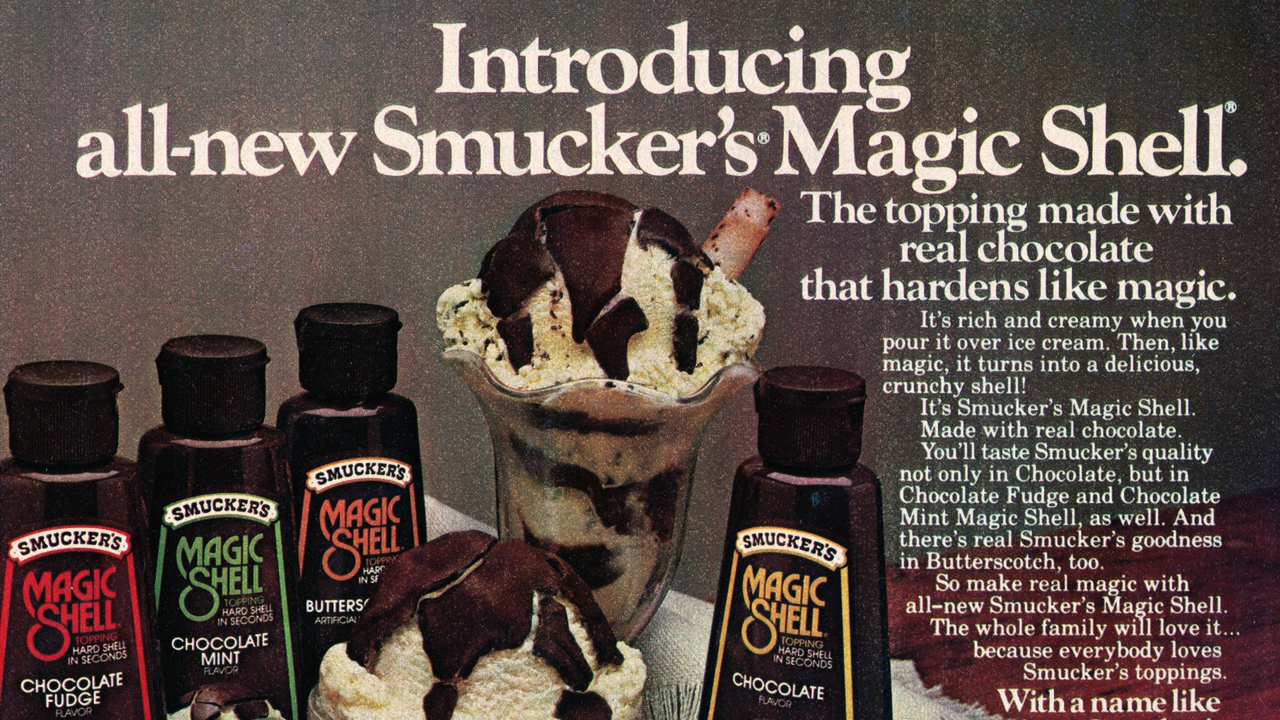 Introducing
all-new Smucker's® Magic Shell.®
The topping made with
real chocolate
that hardens like magic.
It's rich and creamy when you
pour it over ice cream. Then, like
magic, it turns into a delicious,
crunchy shell!
It's Smucker's Magic Shell.
Made with real chocolate.
You'll taste Smucker's quality
not only in Chocolate, but in
Chocolate Fudge and Chocolate
Mint Magic Shell, as well. And
there's real Smucker's goodness
in Butterscotch, too.
So make real magic with
all-new Smucker's Magic Shell.
The whole family will love it...
because everybody loves
Smucker's toppings.
With a name like
SMUCKER'S
MAGIC
SHELL
TOPPING
HARD SHELL
IN SECONDS
CHOCOLATE
FUDGE
FLAVOR
SMUCKER'S
MAGIC
SHELL
TOPPING
HARD SHELL
IN SECONDS
CHOCOLATE
MINT
FLAVOR
SMUCKER'S
MAGIC
SHELL
SMUCKER'S
MAGIC
SHELL
TOPPING
HARD SHELL
IN SECONDS
CHOCOLATE
FLAVOR